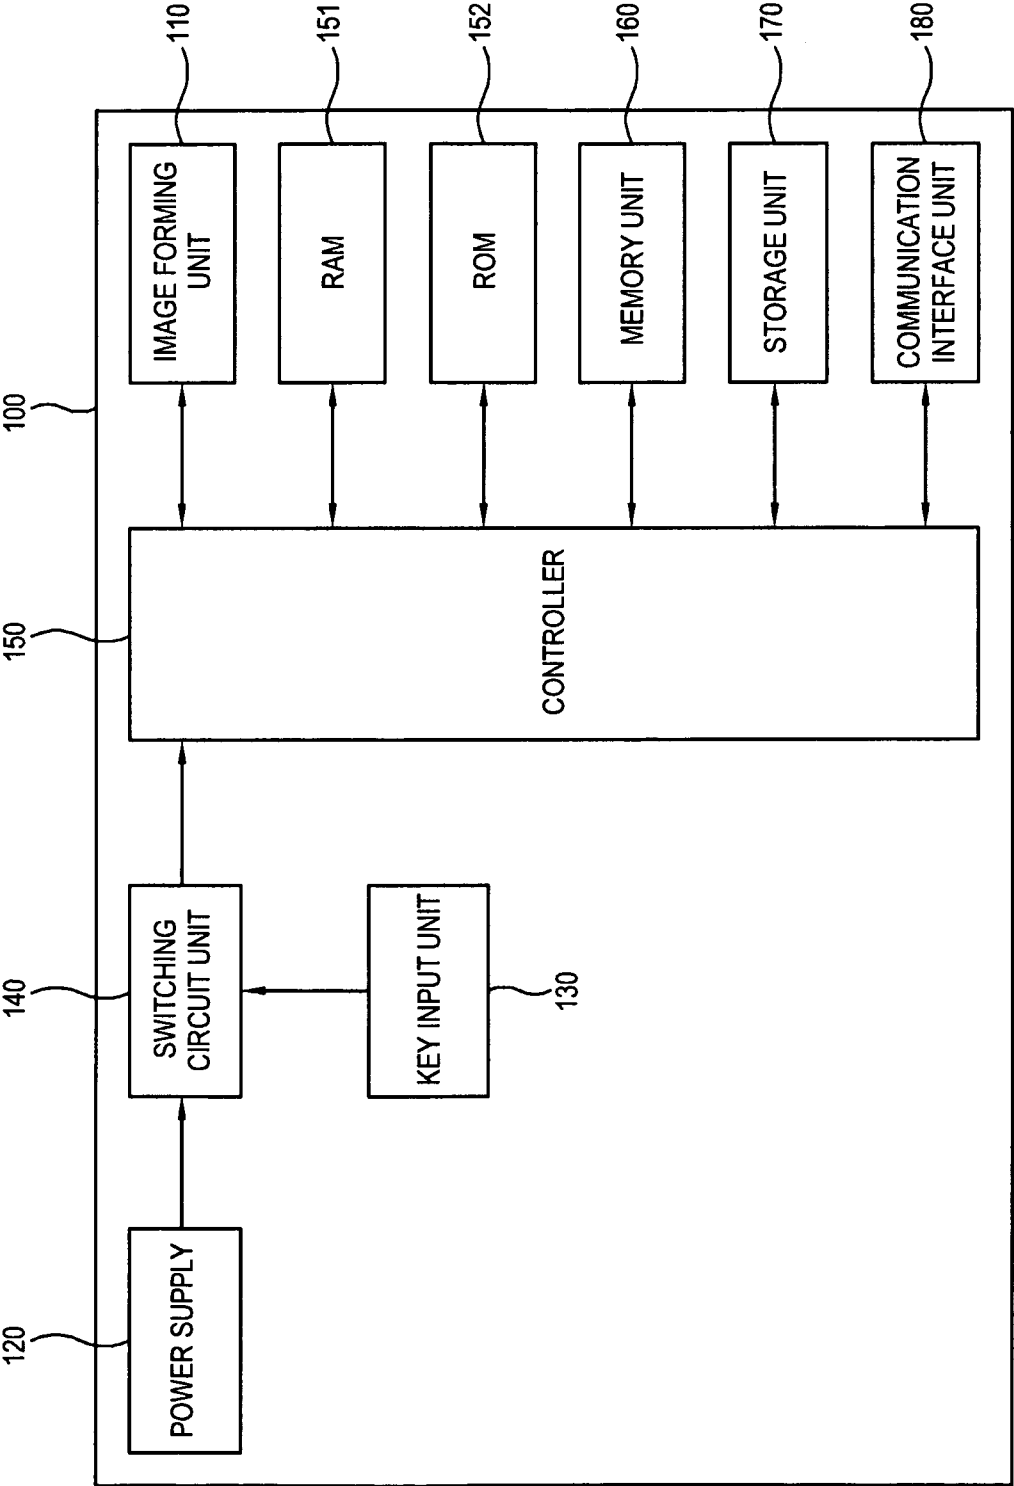 100
120
140
150
110
POWER SUPPLY
SWITCHING
CIRCUIT UNIT
IMAGE FORMING
UNIT
151
RAM
KEY INPUT UNIT
130
CONTROLLER
152
ROM
160
MEMORY UNIT
170
STORAGE UNIT
180
COMMUNICATION
INTERFACE UNIT